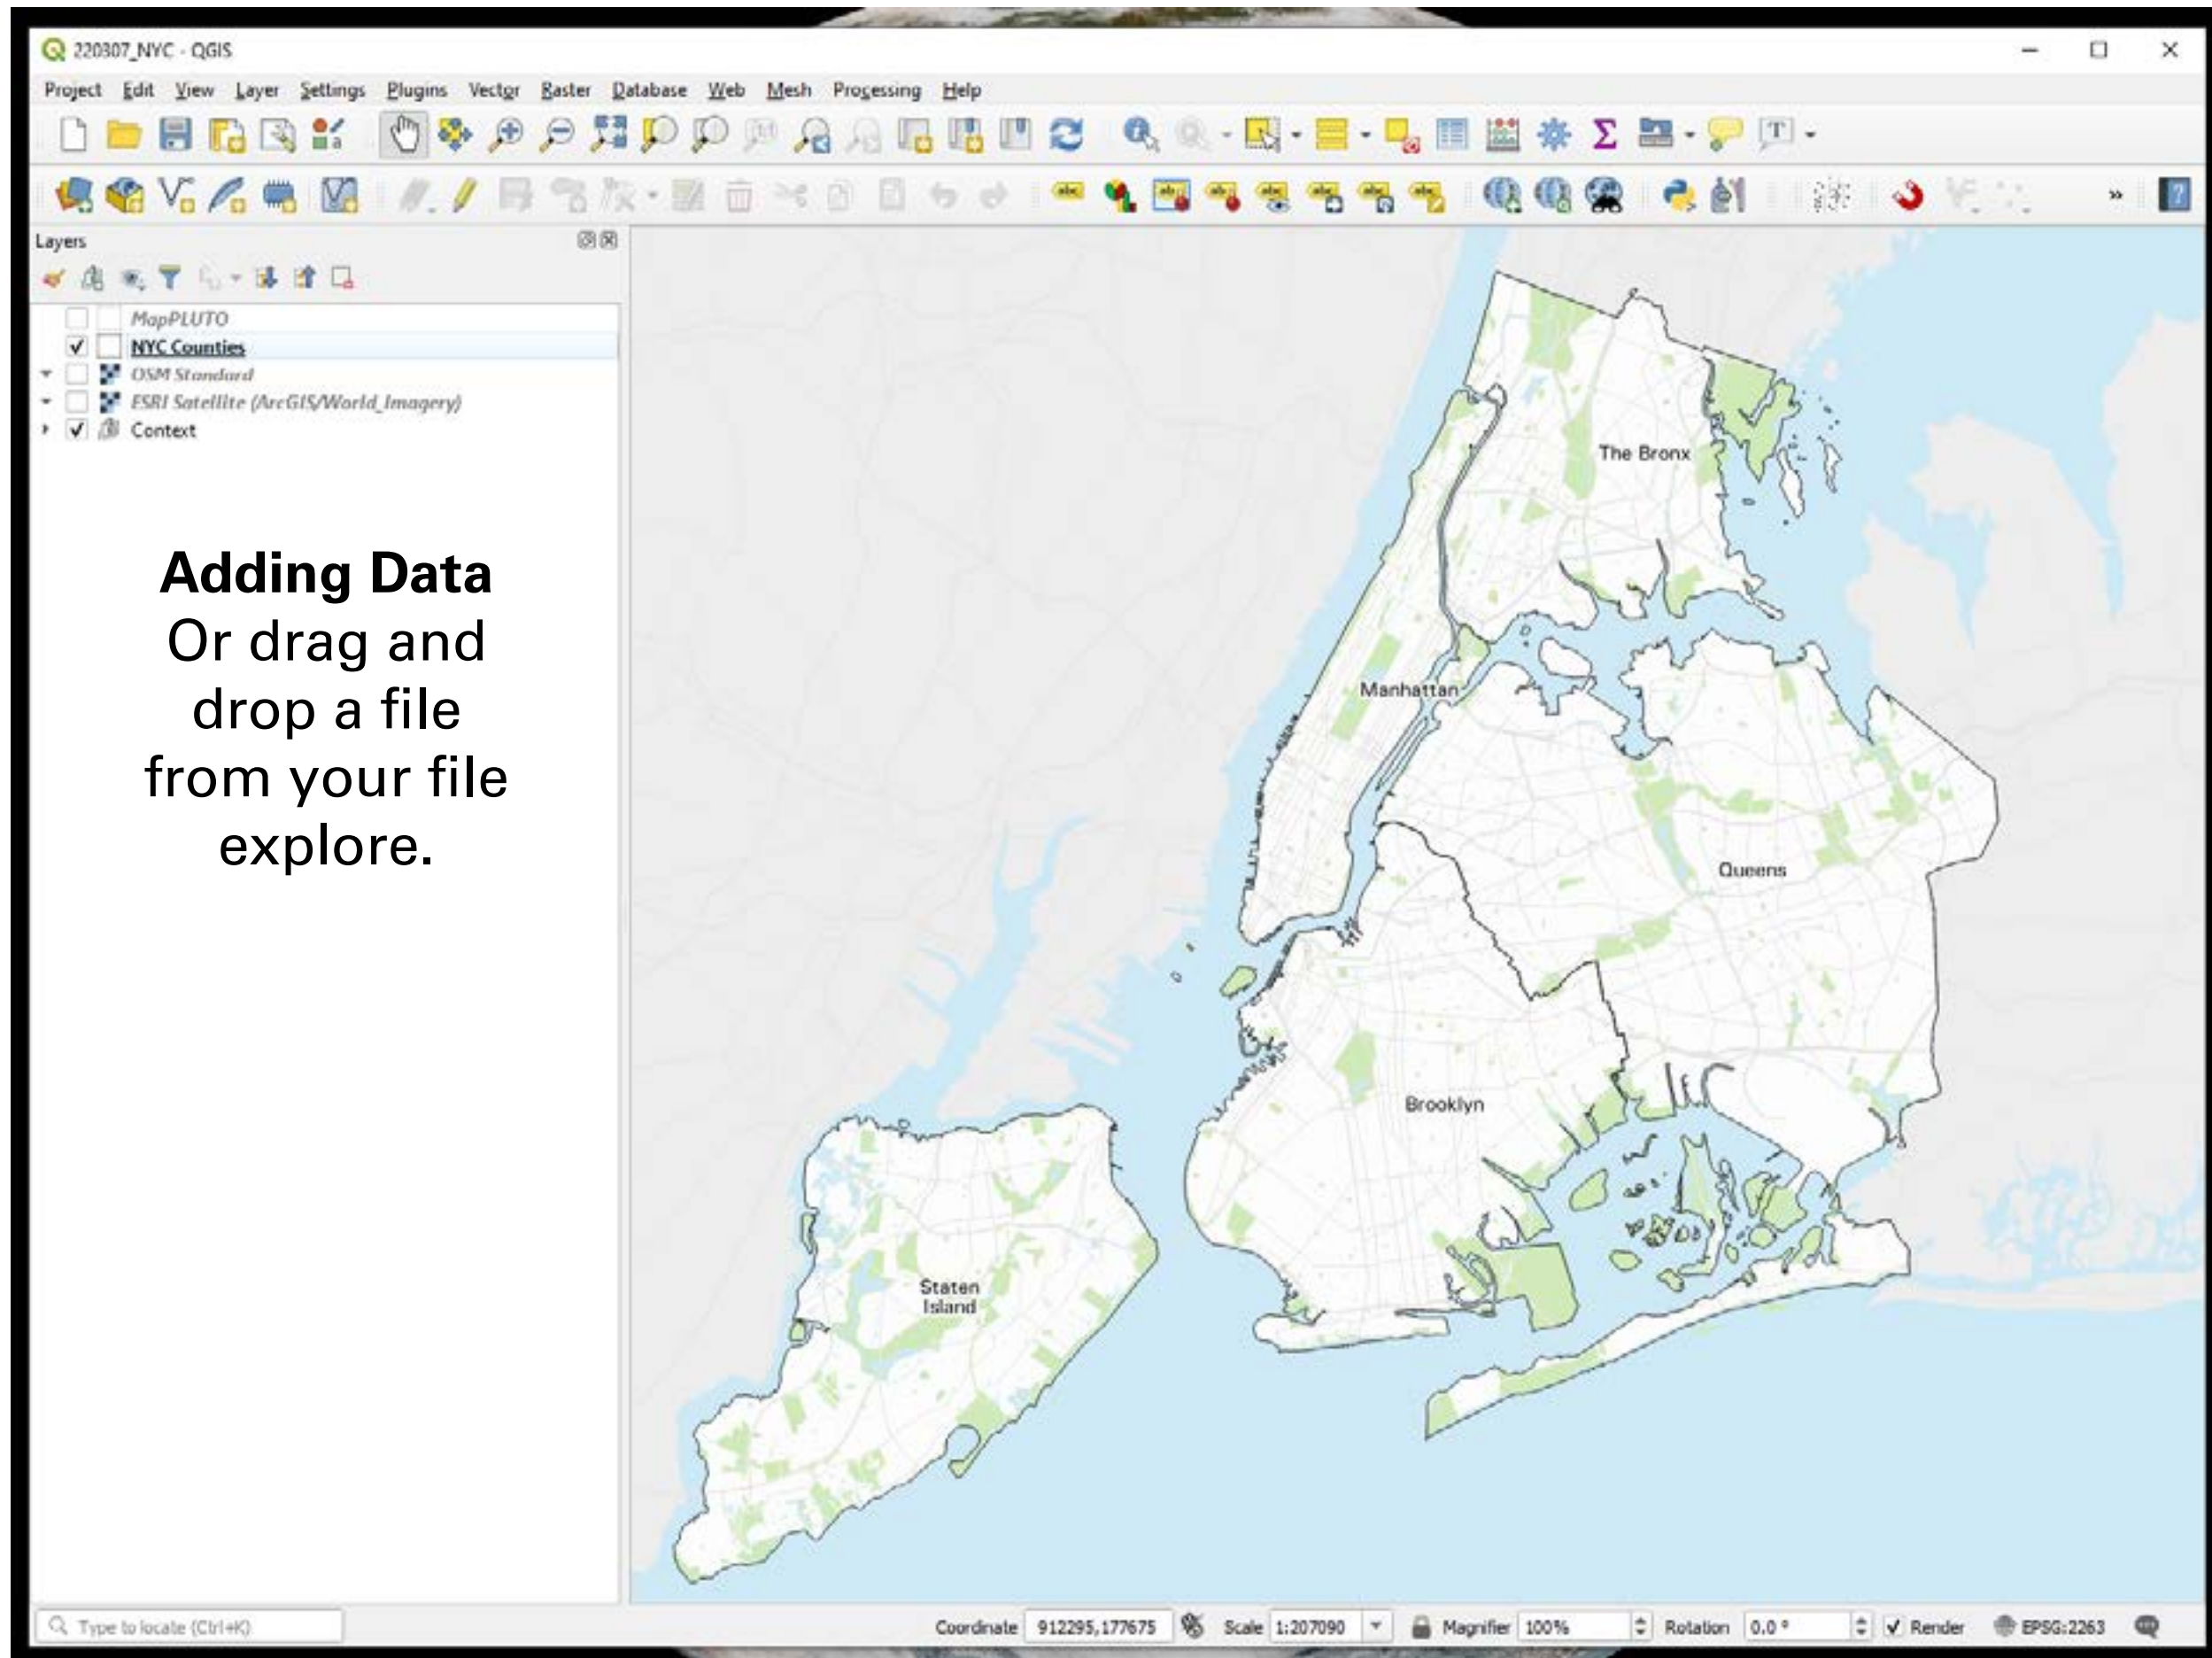 220307_NYC - QGIS
Project Edit View Layer Settings Plugins Vector Raster Database Web Mesh Processing Help
Layers
MapPLUTO
NYC Counties
OSM Standard
ESRI Satellite (ArcGIS/World_Imagery)
Context
Adding Data
Or drag and
drop a file
from your file
explore.
The Bronx
Manhattan
Queens
Brooklyn
Staten
Island
Type to locate (Ctrl+K)
Coordinate 912295,177675 Scale 1:207090 Magnifier 100% Rotation 0.0 ° Render EPSG:2263